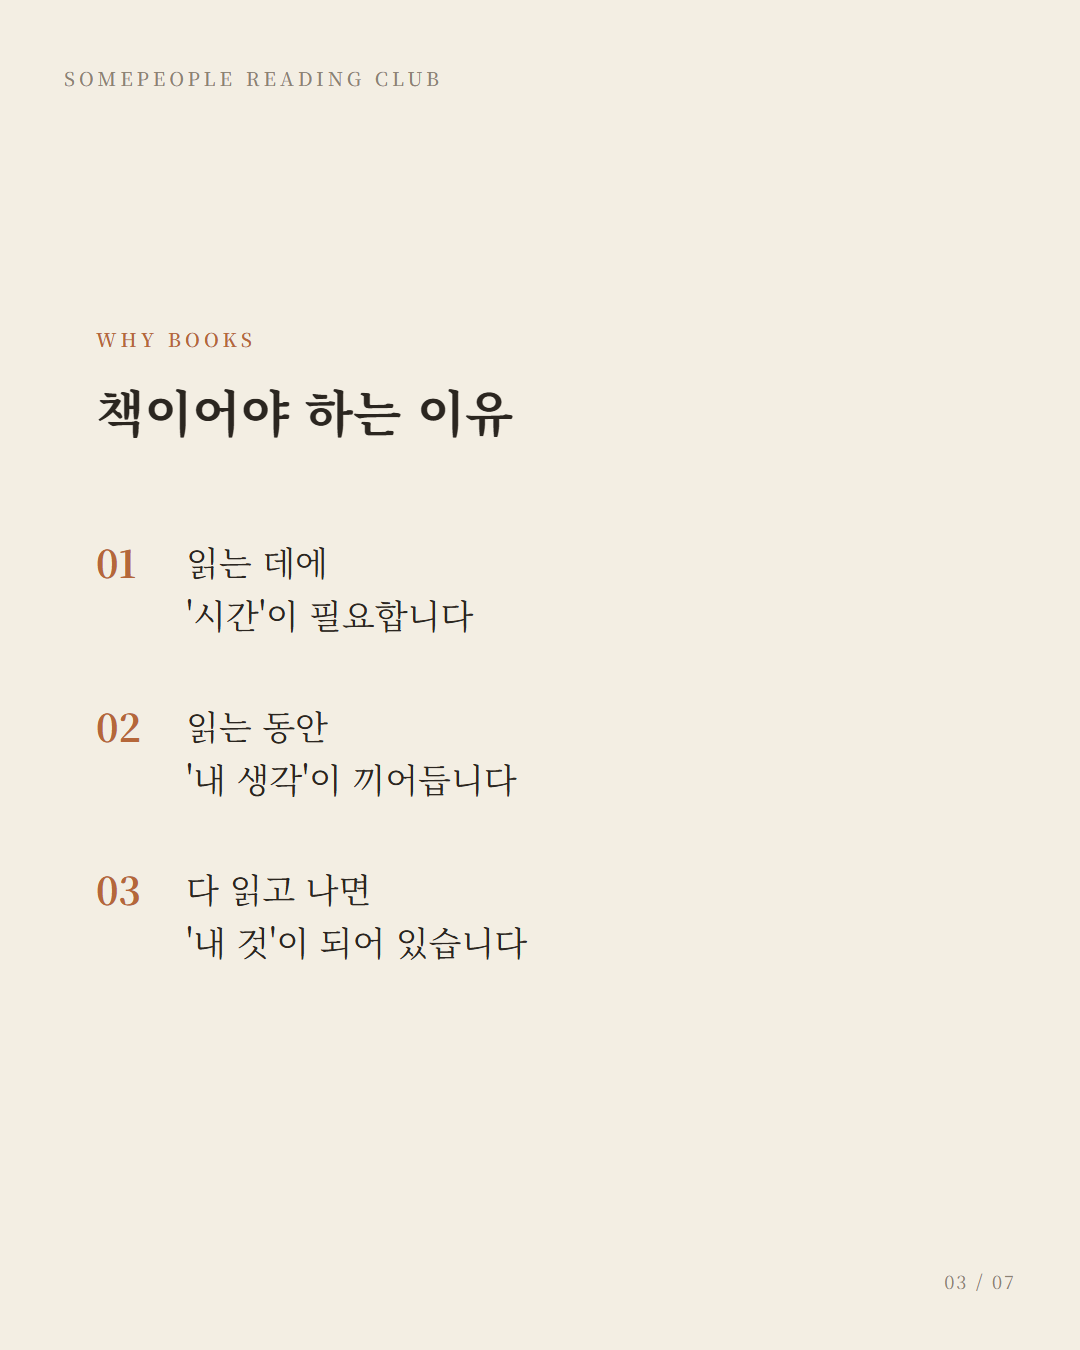 SOMEPEOPLE READING CLUB
WHY BOOKS
책이어야 하는 이유
01 읽는 데에
'시간'이 필요합니다
02 읽는 동안
'내 생각'이 끼어듭니다
03 다 읽고 나면
'내 것'이 되어 있습니다
03 / 07